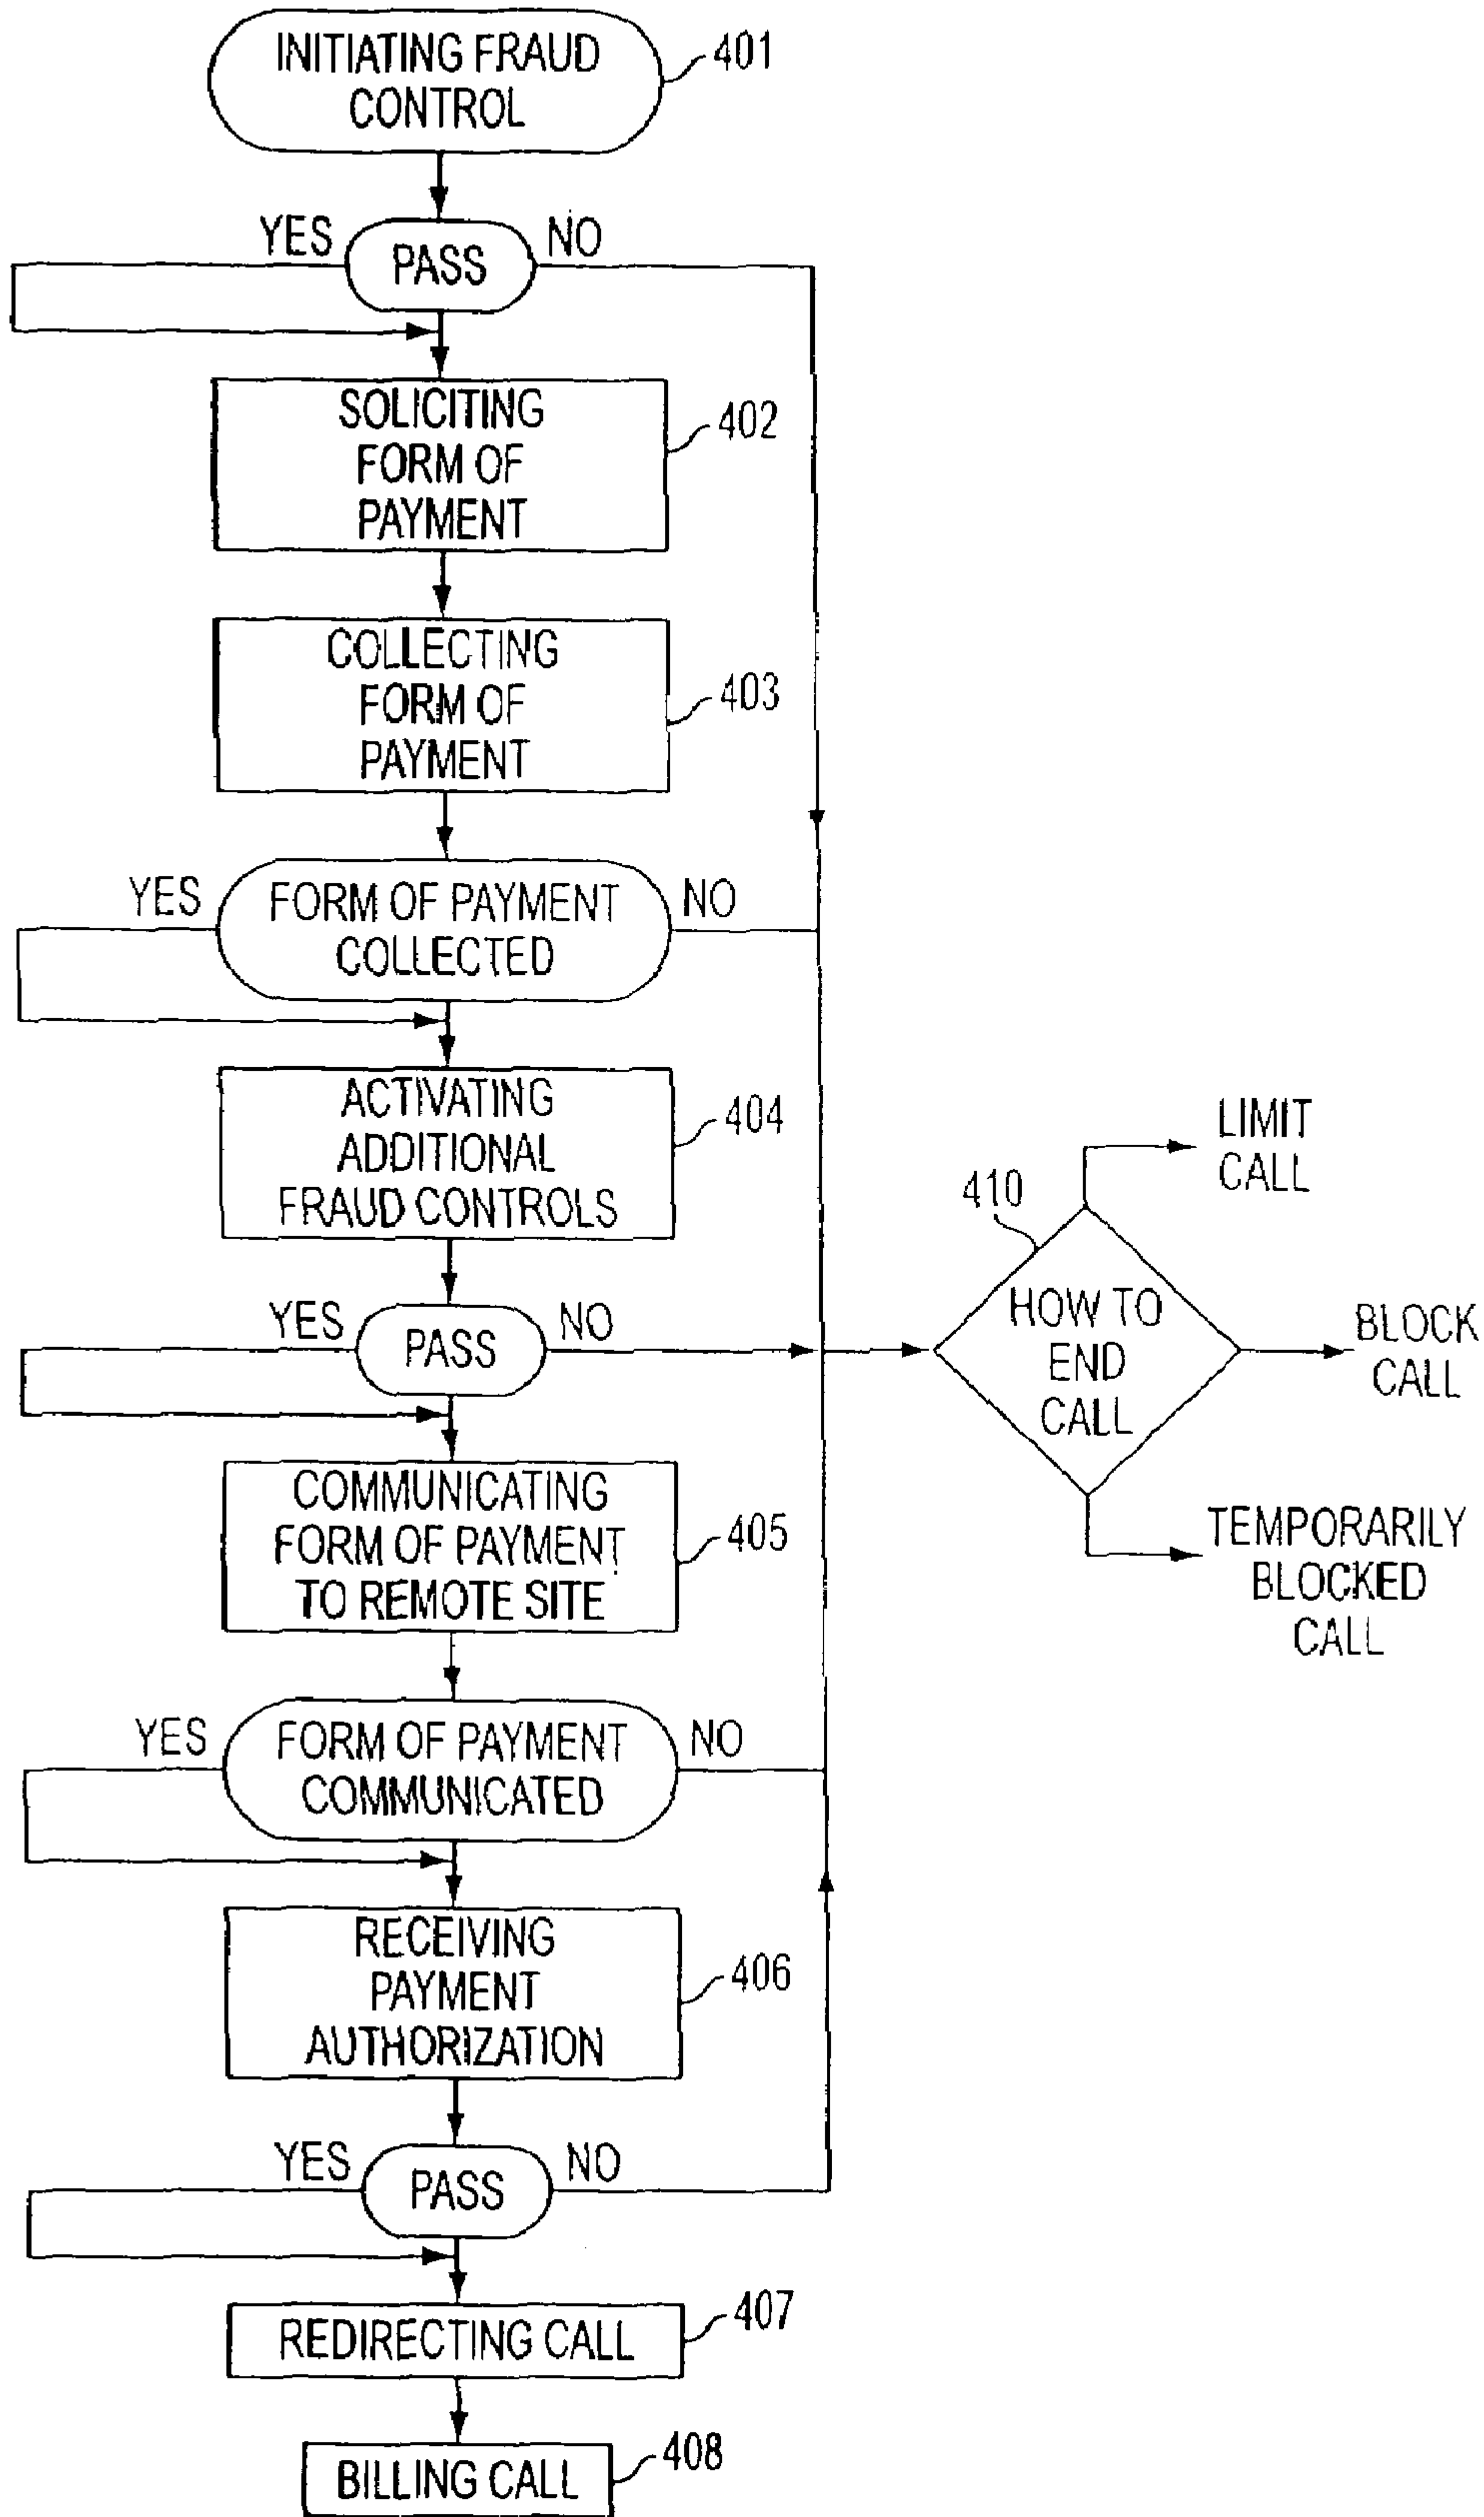 INITIATING FRAUD
CONTROL
401
YES
PASS
NO
SOLICITING
FORM OF
PAYMENT
402
COLLECTING
FORM OF
PAYMENT
403
YES
FORM OF PAYMENT
COLLECTED
NO
ACTIVATING
ADDITIONAL
FRAUD CONTROLS
404
YES
PASS
NO
COMMUNICATING
FORM OF PAYMENT
TO REMOTE SITE
405
YES
FORM OF PAYMENT
COMMUNICATED
NO
RECEIVING
PAYMENT
AUTHORIZATION
406
YES
PASS
NO
REDIRECTING CALL
407
BILLING CALL
408
410
HOW TO
END
CALL
LIMIT
CALL
BLOCK
CALL
TEMPORARILY
BLOCKED
CALL